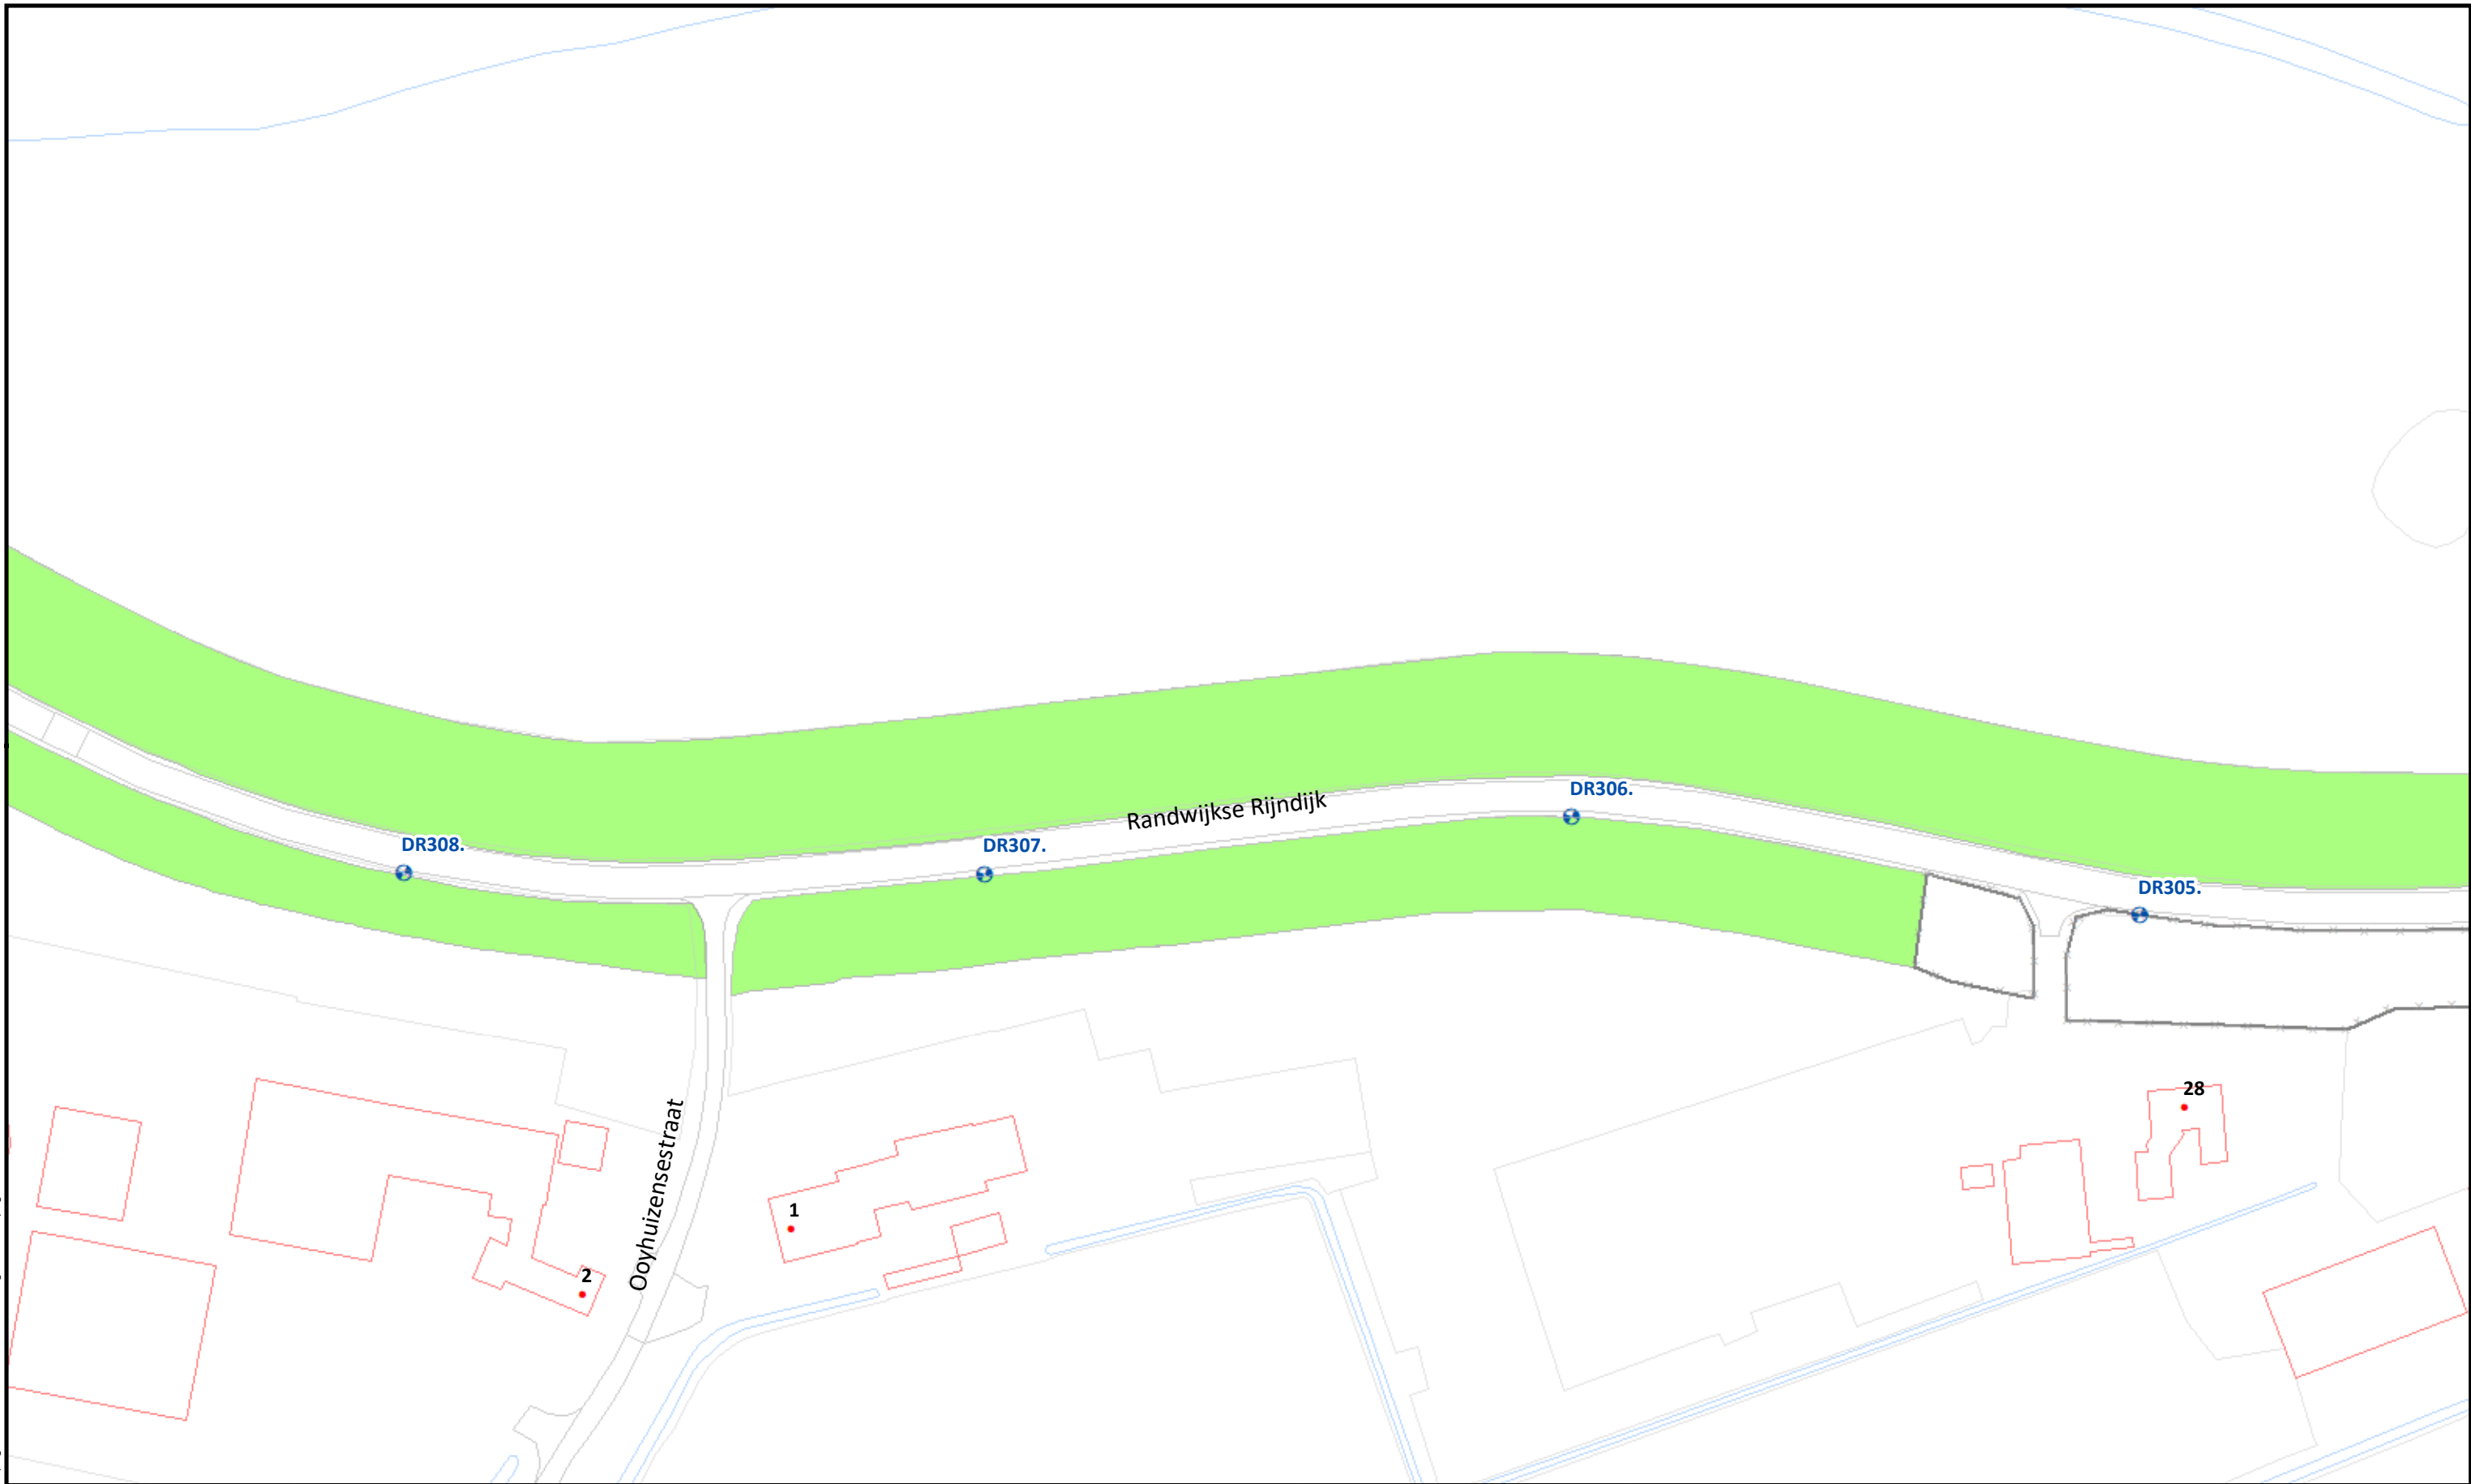 DR306.
Randwijkse Rijndijk
DR308.
DR307.
DR305.
28
Ooyhuizensestraat
1
2